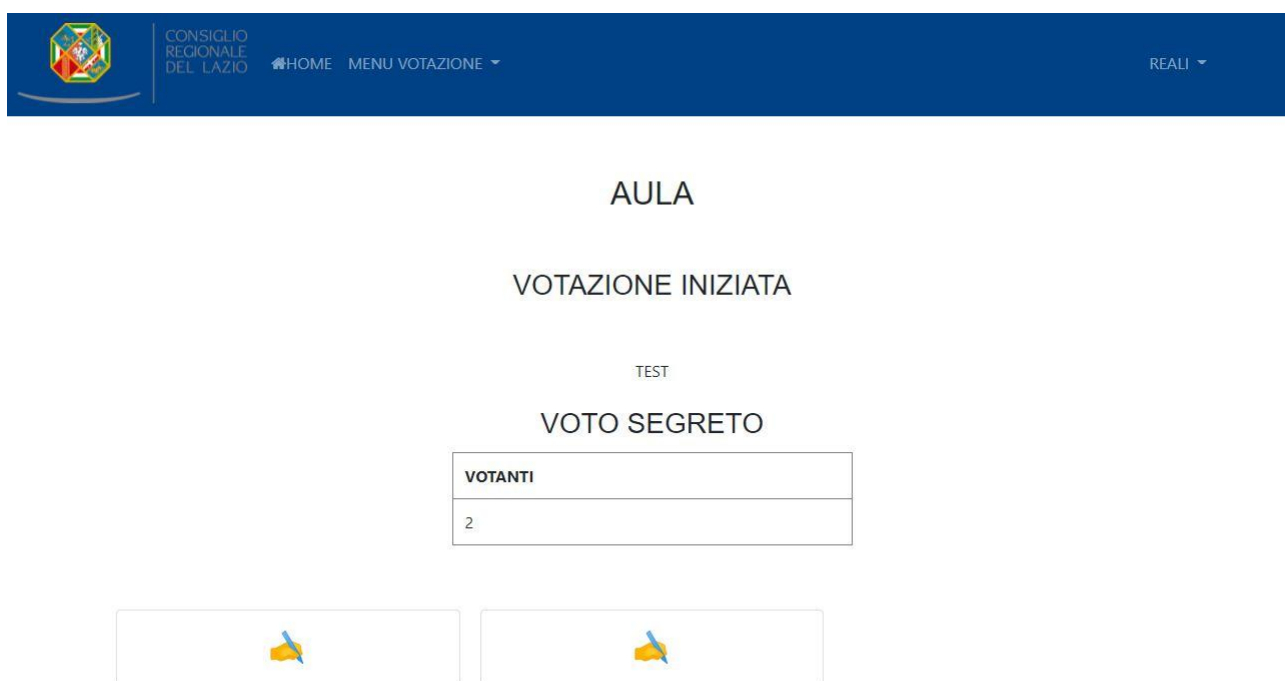 CONSIGLIO
REGIONALE
DEL LAZIO
HOME MENU VOTAZIONE REALI
AULA
VOTAZIONE INIZIATA
TEST
VOTO SEGRETO
VOTANTI
2